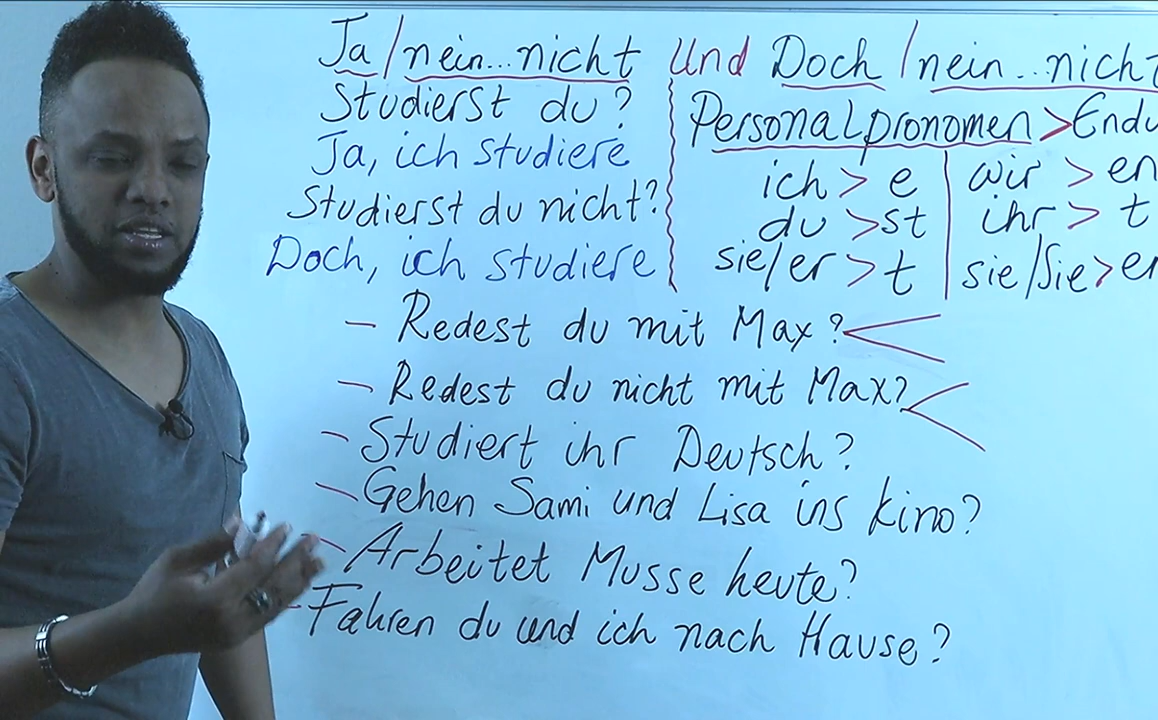 Ja/nein...nicht und Doch/nein...nicht
Studierst du?
Ja, ich studiere
Studierst du nicht?
Doch, ich studiere
Personalpronomen >
ich > e
du > st
sie/er > t
wir > en
ihr > t
sie/Sie >
– Redest du mit Max?
– Redest du nicht mit Max?
– Studiert ihr Deutsch?
– Gehen Sami und Lisa ins kino?
– Arbeitet Musse heute?
– Fahren du und ich nach Hause?